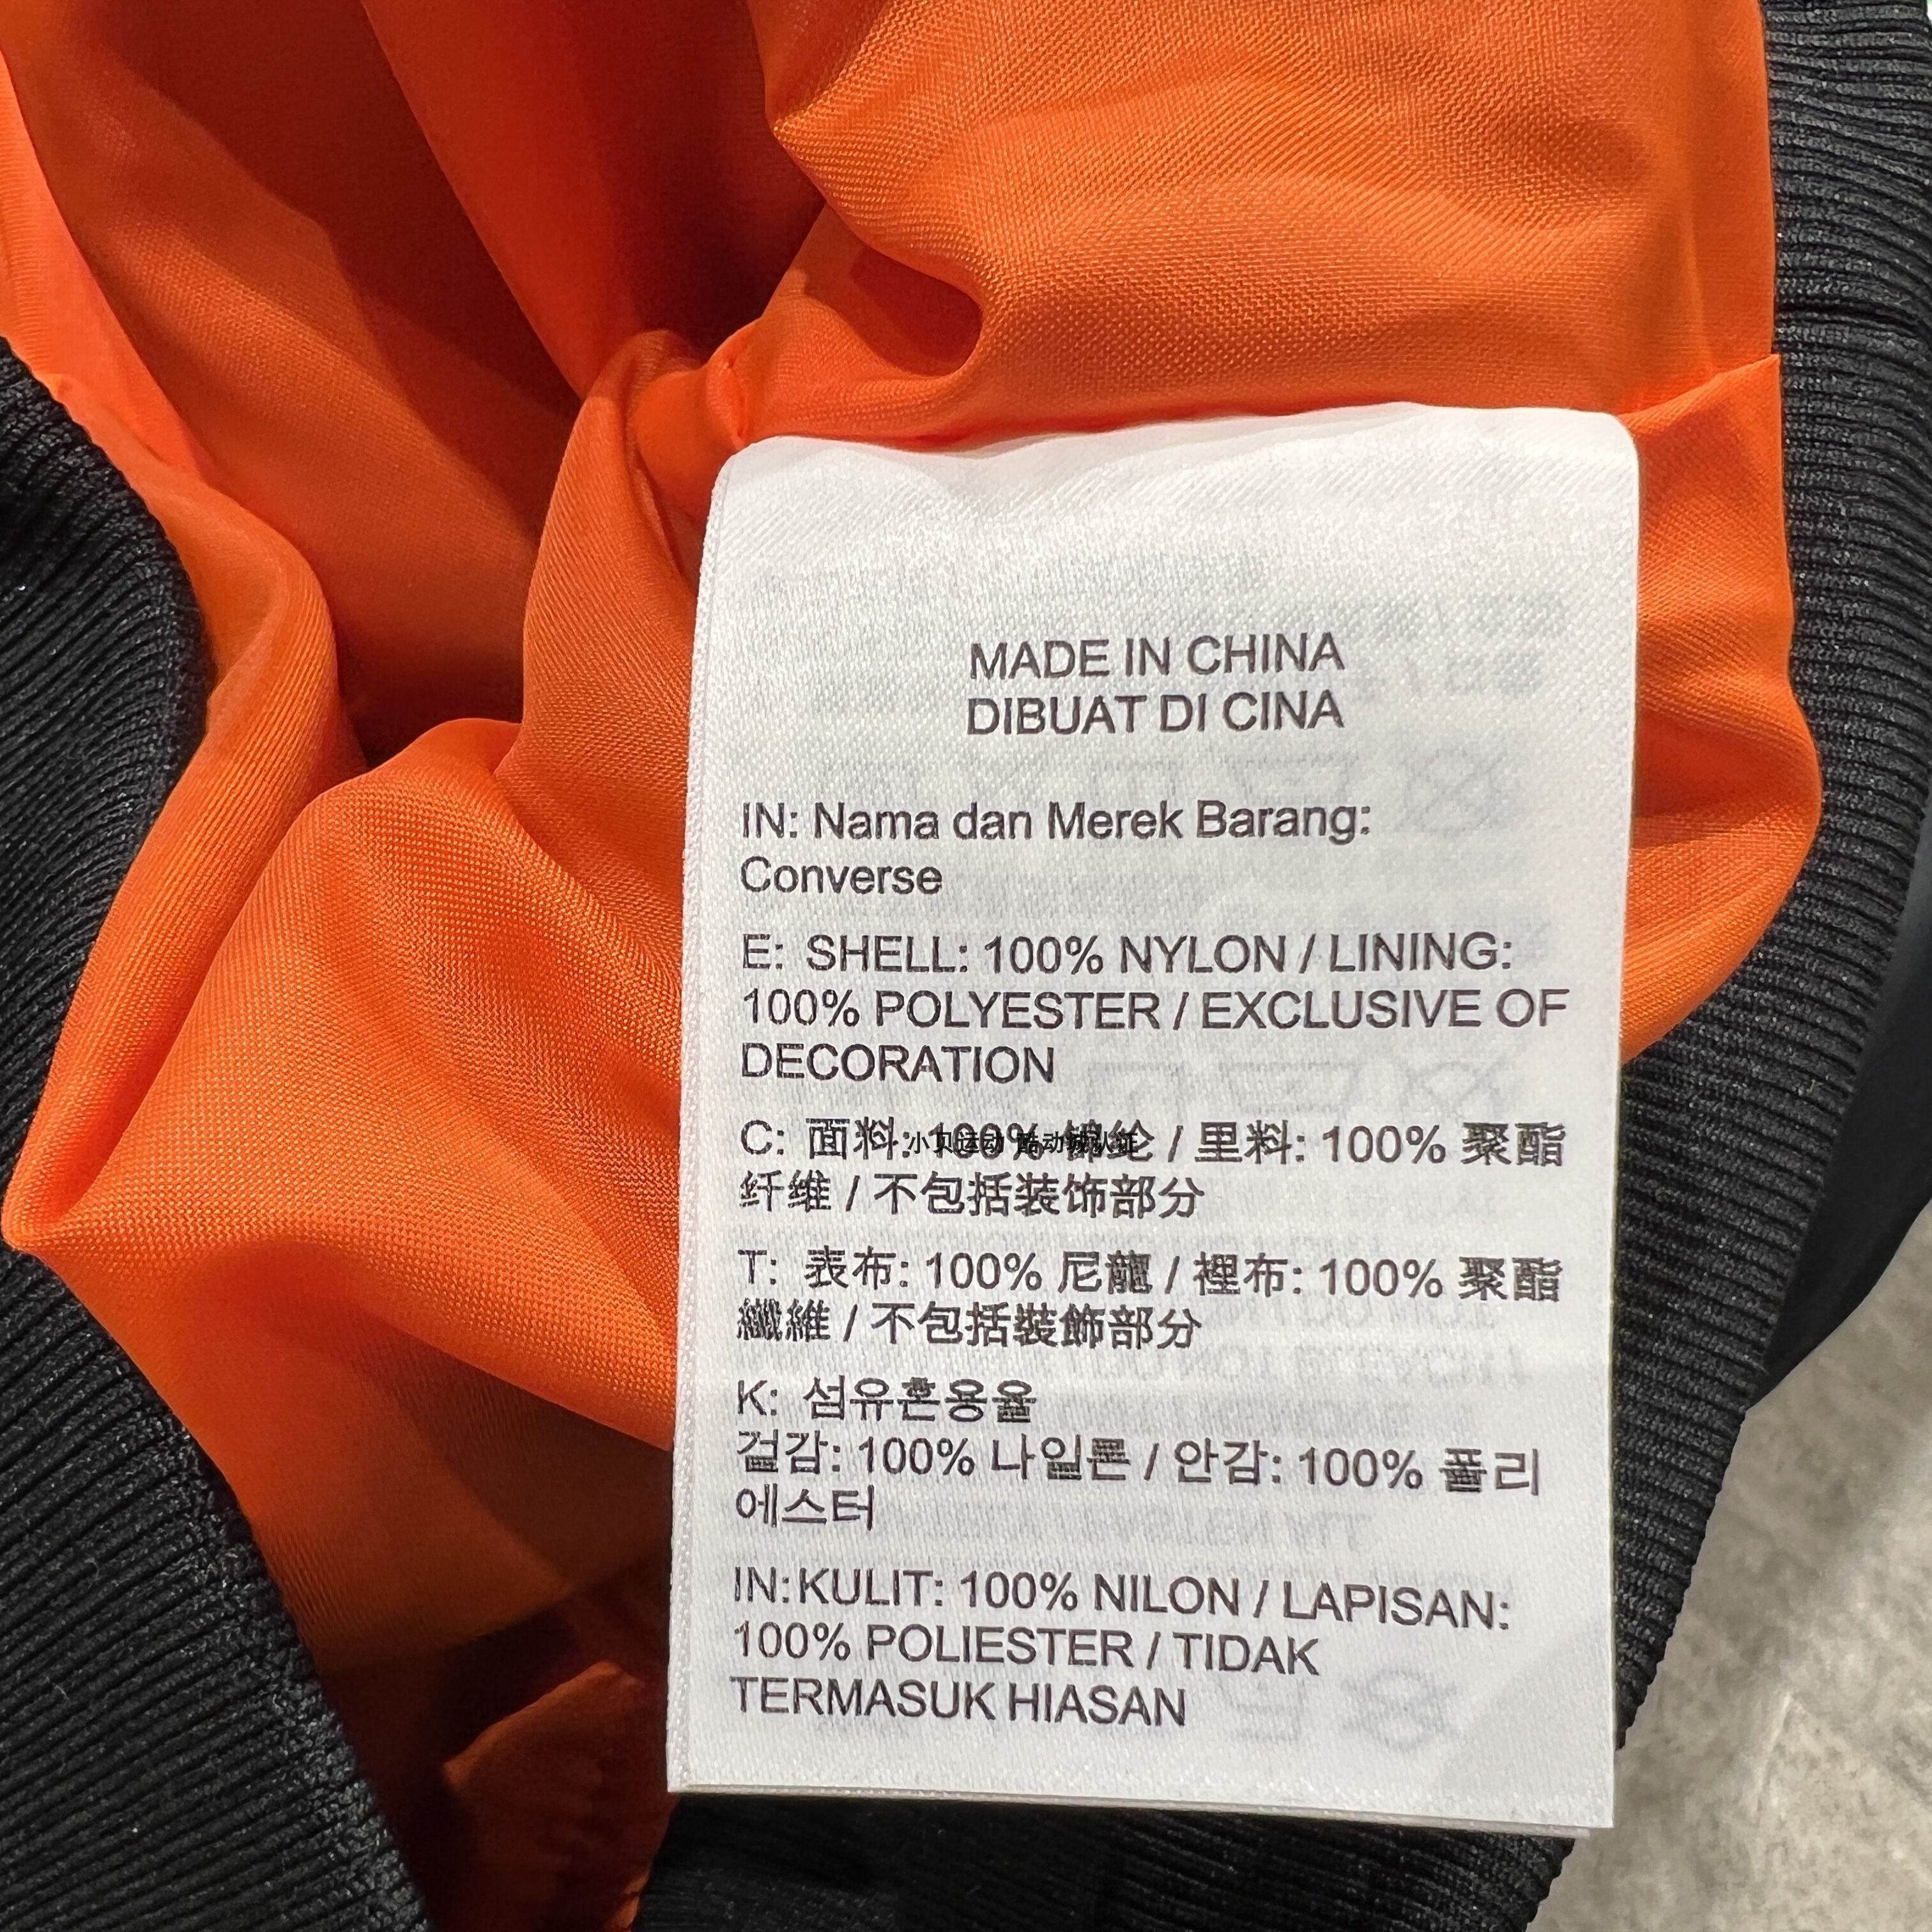 MADE IN CHINA
DIBUAT DI CINA
IN: Nama dan Merek Barang:
Converse
E: SHELL: 100% NYLON / LINING:
100% POLYESTER / EXCLUSIVE OF
DECORATION
C: 面料: 100% 锦纶 / 里料: 100% 聚酯
小贝运动
纤维 / 不包括装饰部分
T: 表布: 100% 尼龍 / 裡布: 100% 聚酯
纖維 / 不包括裝飾部分
K: 섬유혼용율
겉감: 100% 나일론 / 안감: 100% 폴리
에스터
IN:KULIT: 100% NILON / LAPISAN:
100% POLIESTER / TIDAK
TERMASUK HIASAN